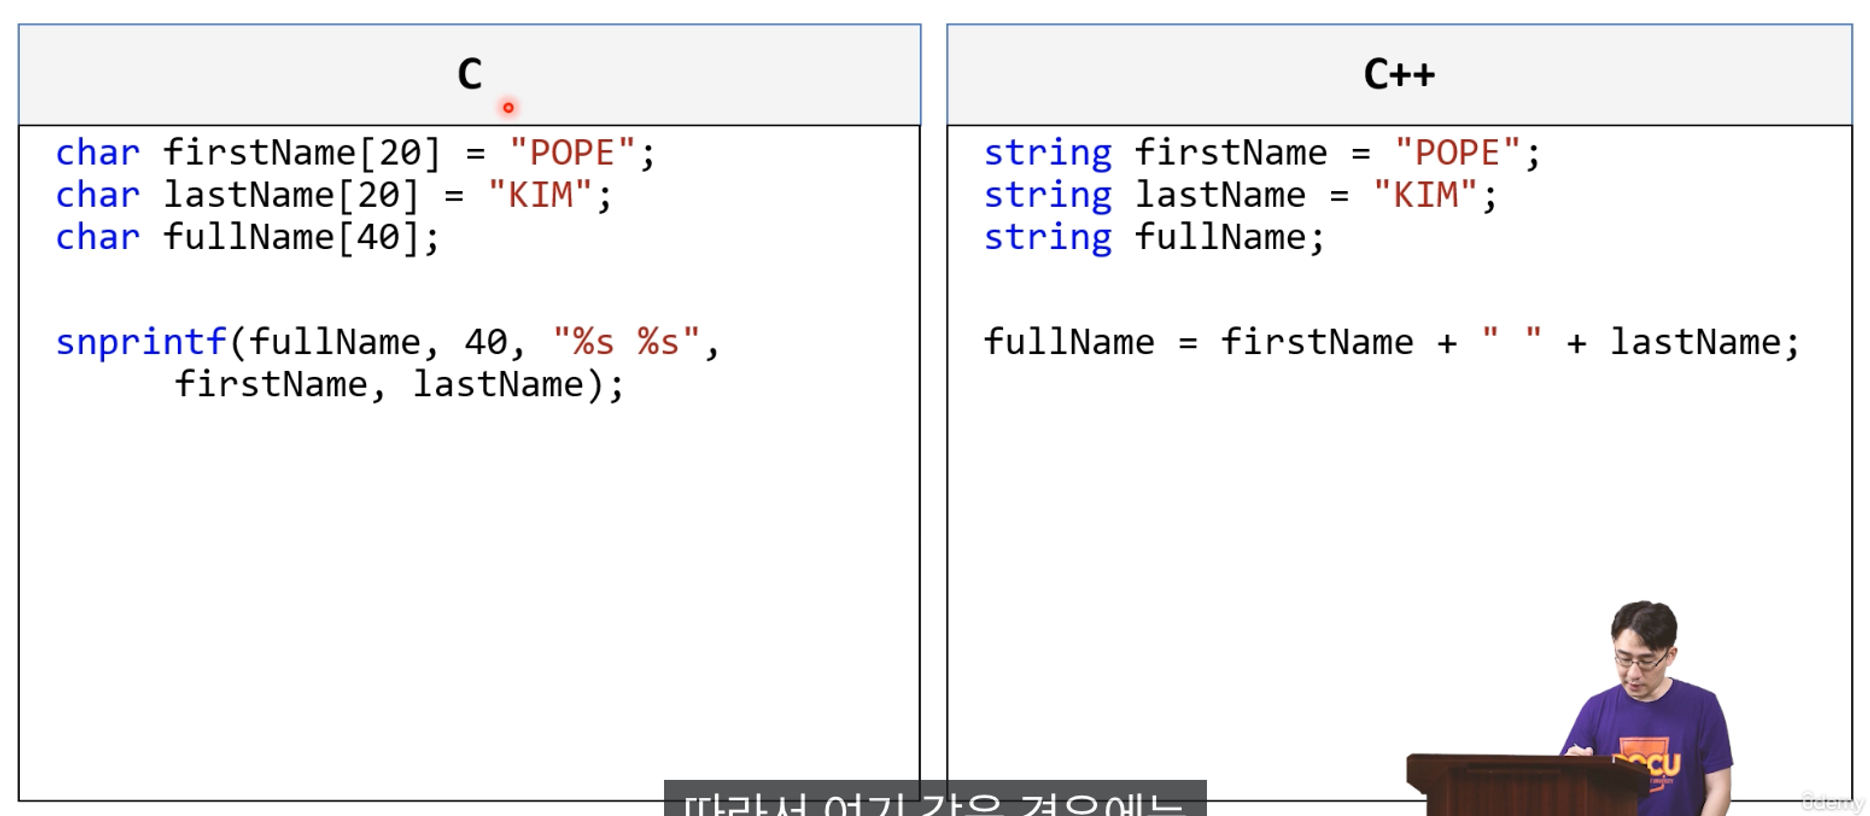 C
char firstName[20] = "POPE";
char lastName[20] = "KIM";
char fullName[40];
snprintf(fullName, 40, "%s %s",
firstName, lastName);
C++
string firstName = "POPE";
string lastName = "KIM";
string fullName;
fullName = firstName + " " + lastName;
따라서 여기 같은 경우에는
OCU
ûdemy